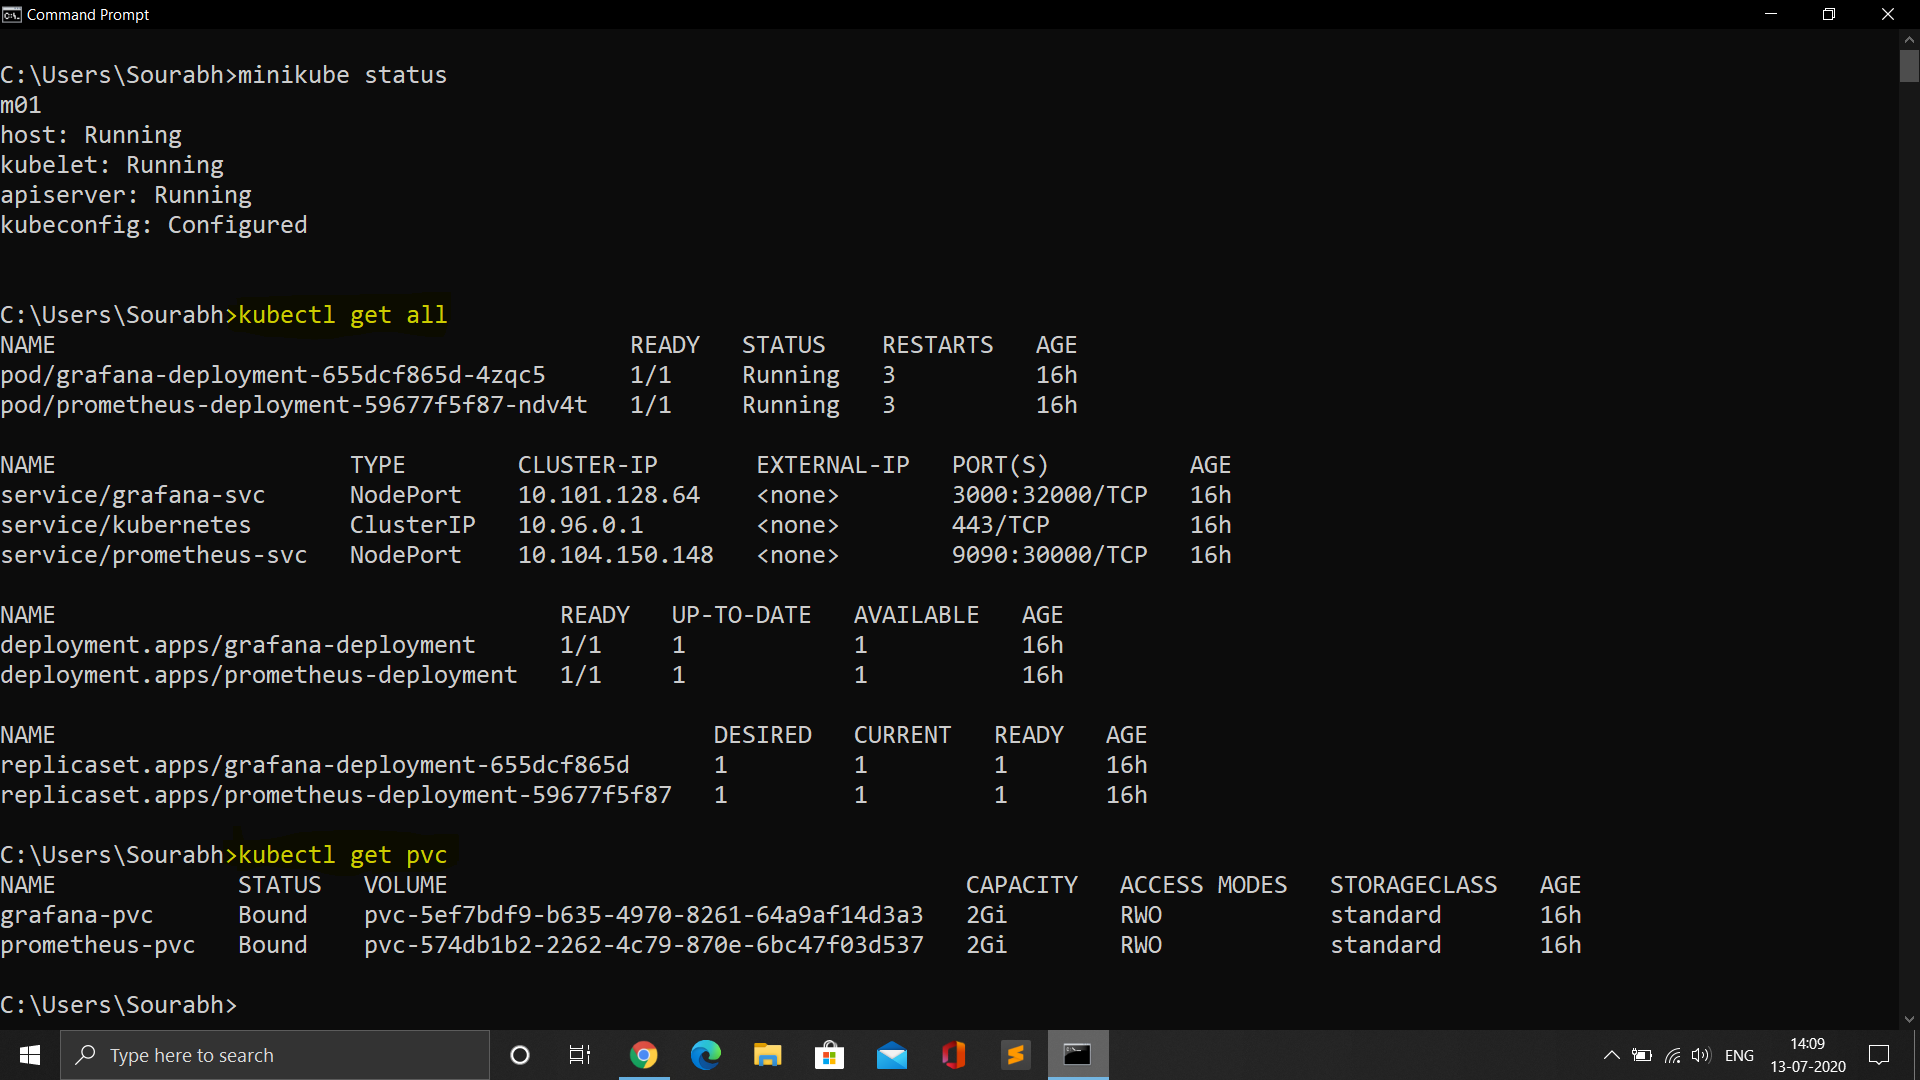 Command Prompt
C:\Users\Sourabh>minikube status
m01
host: Running
kubelet: Running
apiserver: Running
kubeconfig: Configured
C:\Users\Sourabh>kubectl get all
NAME READY STATUS RESTARTS AGE
pod/grafana-deployment-655dcf865d-4zqc5 1/1 Running 3 16h
pod/prometheus-deployment-59677f5f87-ndv4t 1/1 Running 3 16h
NAME TYPE CLUSTER-IP EXTERNAL-IP PORT(S) AGE
service/grafana-svc NodePort 10.101.128.64 <none> 3000:32000/TCP 16h
service/kubernetes ClusterIP 10.96.0.1 <none> 443/TCP 16h
service/prometheus-svc NodePort 10.104.150.148 <none> 9090:30000/TCP 16h
NAME READY UP-TO-DATE AVAILABLE AGE
deployment.apps/grafana-deployment 1/1 1 1 16h
deployment.apps/prometheus-deployment 1/1 1 1 16h
NAME DESIRED CURRENT READY AGE
replicaset.apps/grafana-deployment-655dcf865d 1 1 1 16h
replicaset.apps/prometheus-deployment-59677f5f87 1 1 1 16h
C:\Users\Sourabh>kubectl get pvc
NAME STATUS VOLUME CAPACITY ACCESS MODES STORAGECLASS AGE
grafana-pvc Bound pvc-5ef7bdf9-b635-4970-8261-64a9af14d3a3 2Gi RWO standard 16h
prometheus-pvc Bound pvc-574db1b2-2262-4c79-870e-6bc47f03d537 2Gi RWO standard 16h
C:\Users\Sourabh>
Type here to search
ENG
14:09
13-07-2020